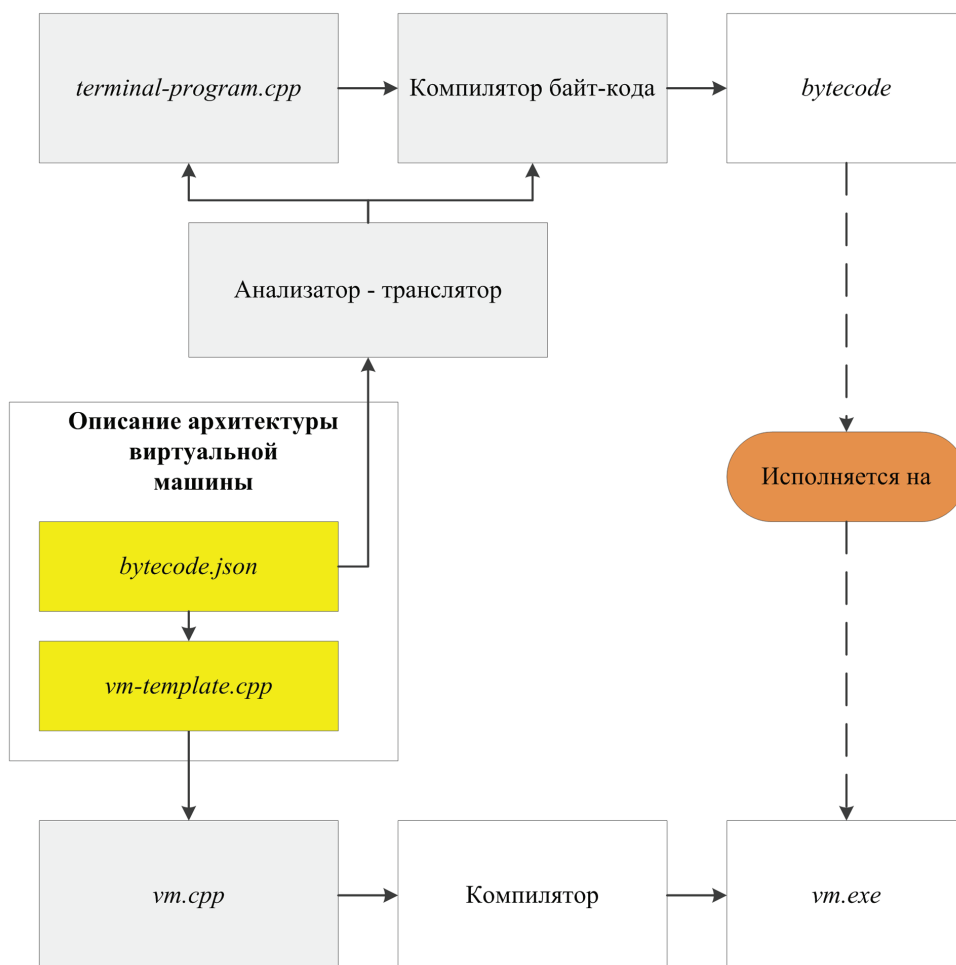 terminal-program.cpp
Компилятор байт-кода
bytecode
Анализатор - транслятор
Описание архитектуры
виртуальной
машины
bytecode.json
vm-template.cpp
Исполняется на
vm.cpp
Компилятор
vm.exe